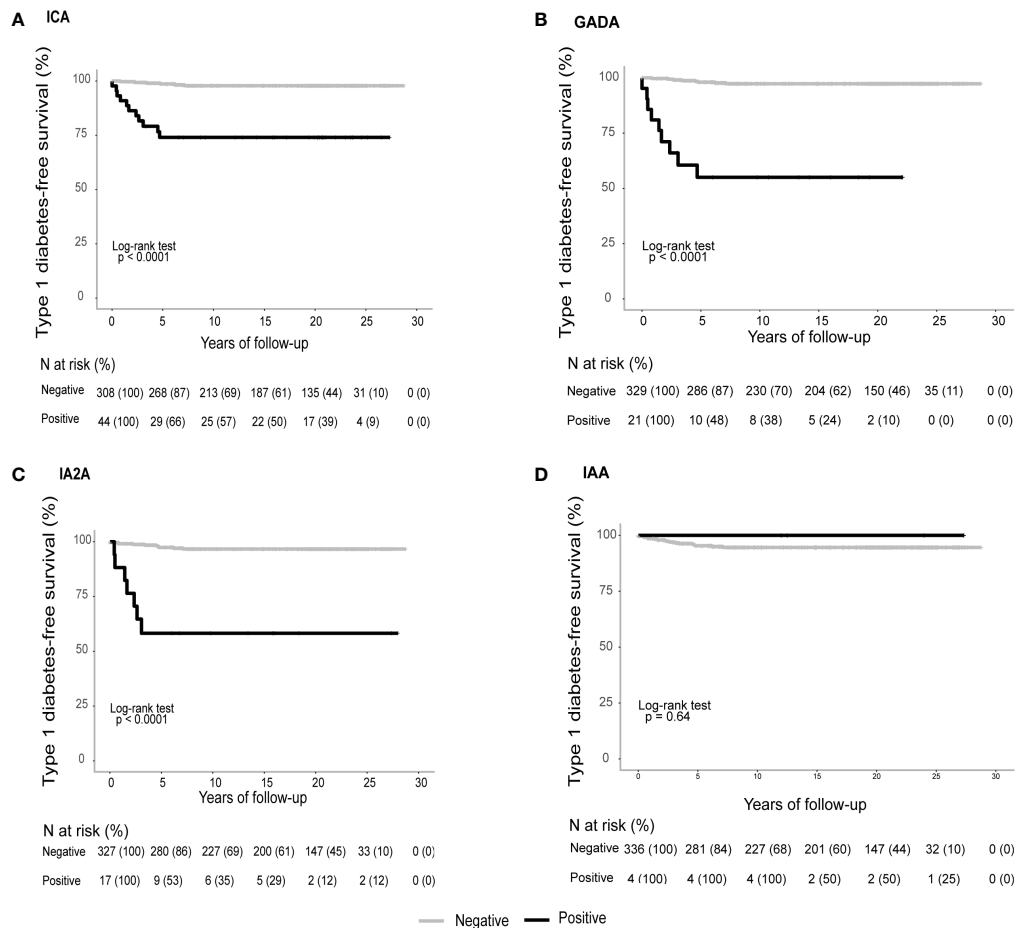 A ICA
Type 1 diabetes-free survival (%)
100
75
50
25
0
Log-rank test
p < 0.0001
0 5 10 15 20 25 30
Years of follow-up
N at risk (%)
Negative 308 (100) 268 (87) 213 (69) 187 (61) 135 (44) 31 (10) 0 (0)
Positive 44 (100) 29 (66) 25 (57) 22 (50) 17 (39) 4 (9) 0 (0)
B GADA
Type 1 diabetes-free survival (%)
100
75
50
25
0
Log-rank test
p < 0.0001
0 5 10 15 20 25 30
Years of follow-up
N at risk (%)
Negative 329 (100) 286 (87) 230 (70) 204 (62) 150 (46) 35 (11) 0 (0)
Positive 21 (100) 10 (48) 8 (38) 5 (24) 2 (10) 0 (0) 0 (0)
C IA2A
Type 1 diabetes-free survival (%)
100
75
50
25
0
Log-rank test
p < 0.0001
0 5 10 15 20 25 30
Years of follow-up
N at risk (%)
Negative 327 (100) 280 (86) 227 (69) 200 (61) 147 (45) 33 (10) 0 (0)
Positive 17 (100) 9 (53) 6 (35) 5 (29) 2 (12) 2 (12) 0 (0)
D IAA
Type 1 diabetes-free survival (%)
100
75
50
25
0
Log-rank test
p = 0.64
0 5 10 15 20 25 30
Years of follow-up
N at risk (%)
Negative 336 (100) 281 (84) 227 (68) 201 (60) 147 (44) 32 (10) 0 (0)
Positive 4 (100) 4 (100) 4 (100) 2 (50) 2 (50) 1 (25) 0 (0)
Negative Positive